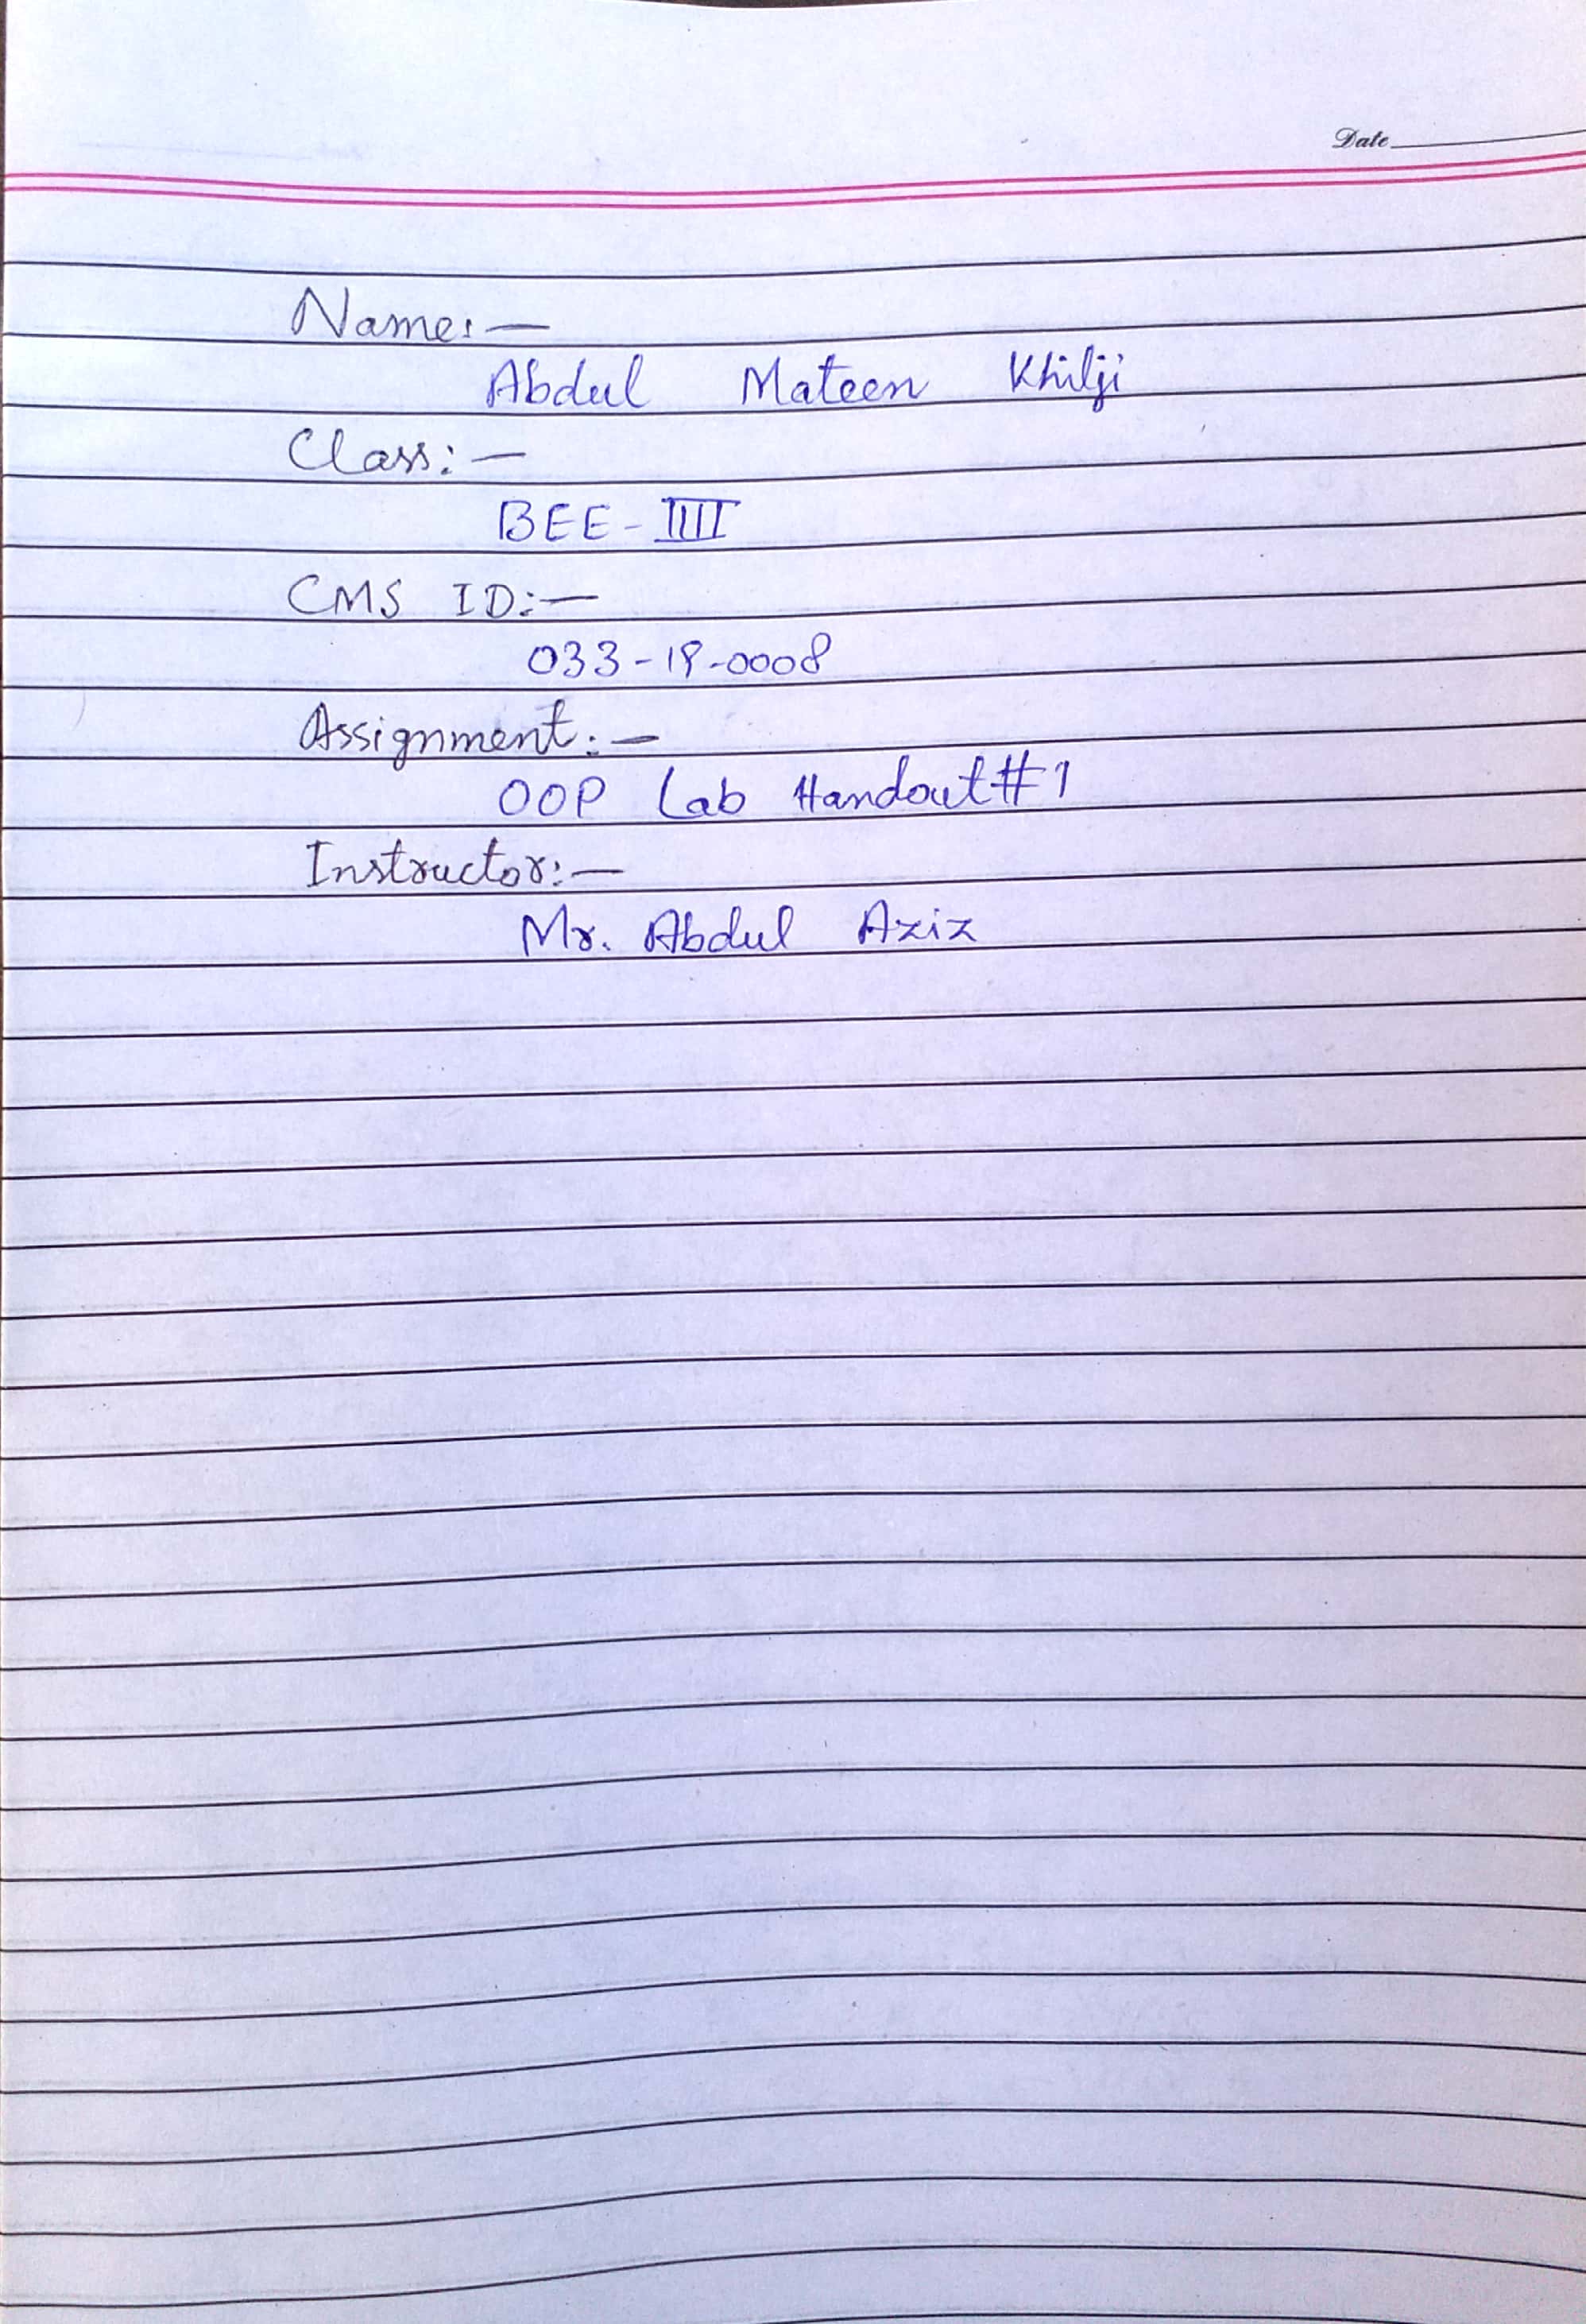 Date
Name:—
Abdul Mateen Khilji
Class:—
BEE-IIII
CMS ID:—
033-19-0008
Assignment:—
OOP Lab Handout#1
Instructor:—
Mr. Abdul Aziz